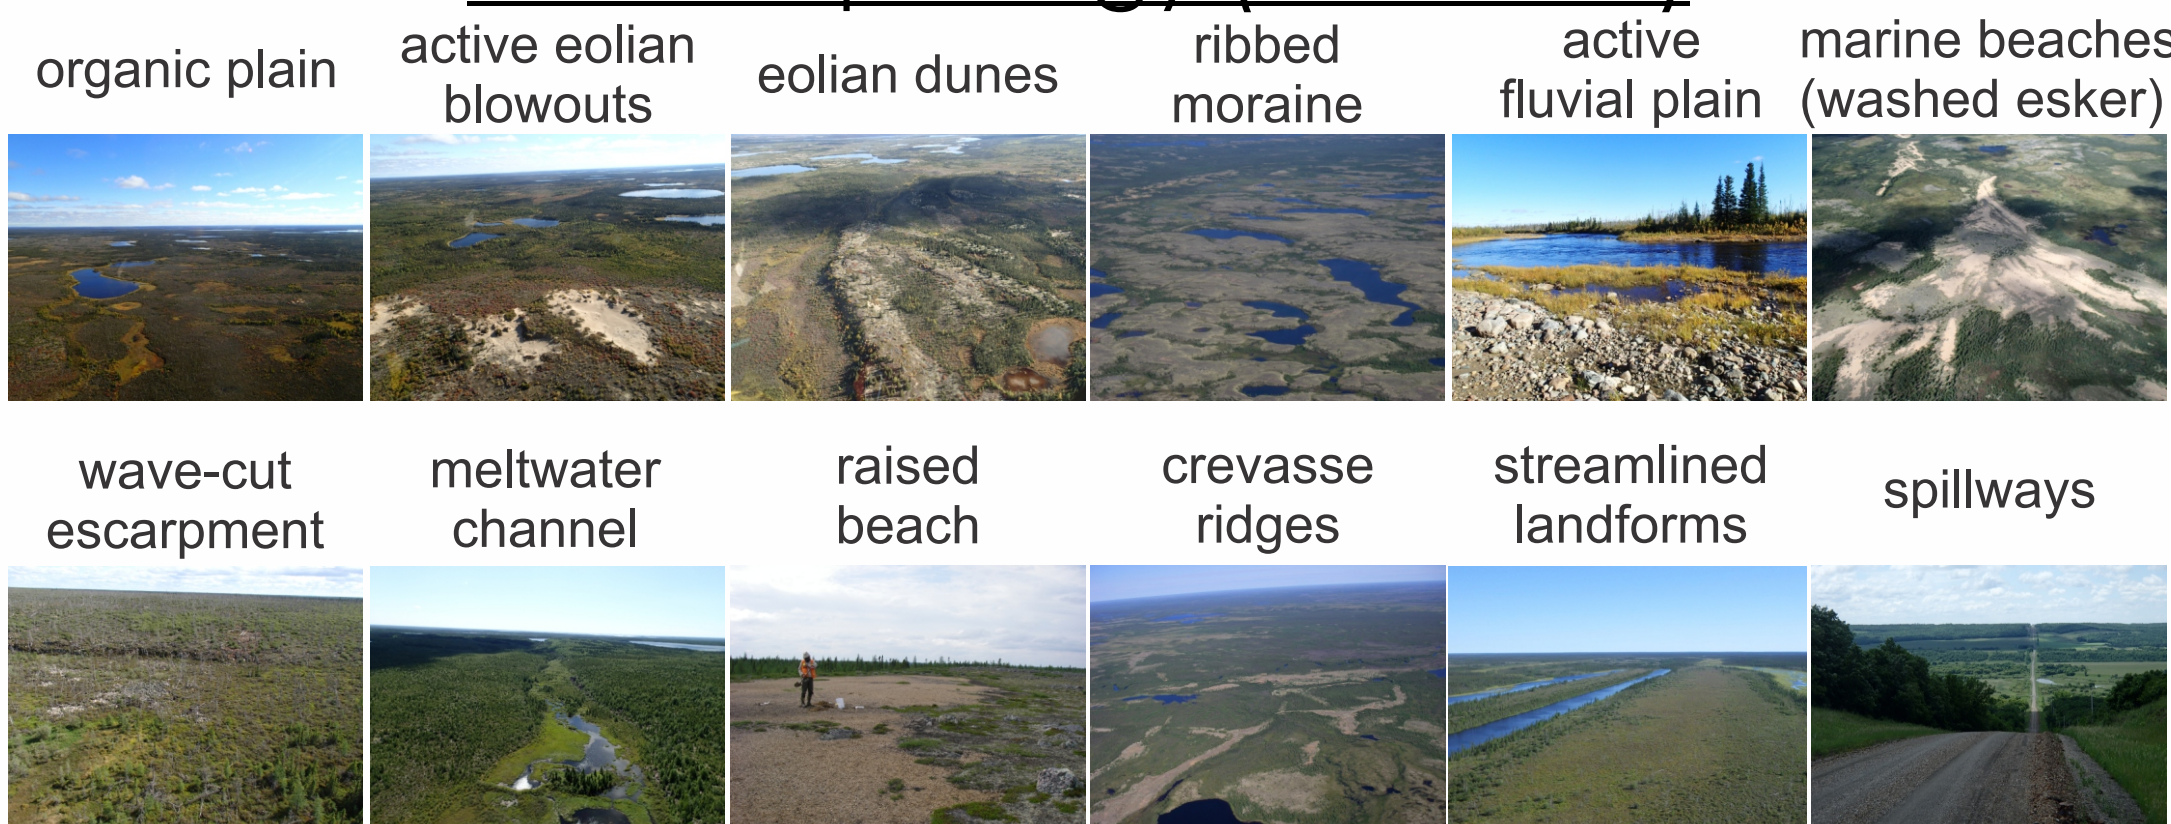 organic plain
active eolian
blowouts
eolian dunes
ribbed
moraine
active
fluvial plain
marine beaches
(washed esker)
wave-cut
escarpment
meltwater
channel
raised
beach
crevasse
ridges
streamlined
landforms
spillways